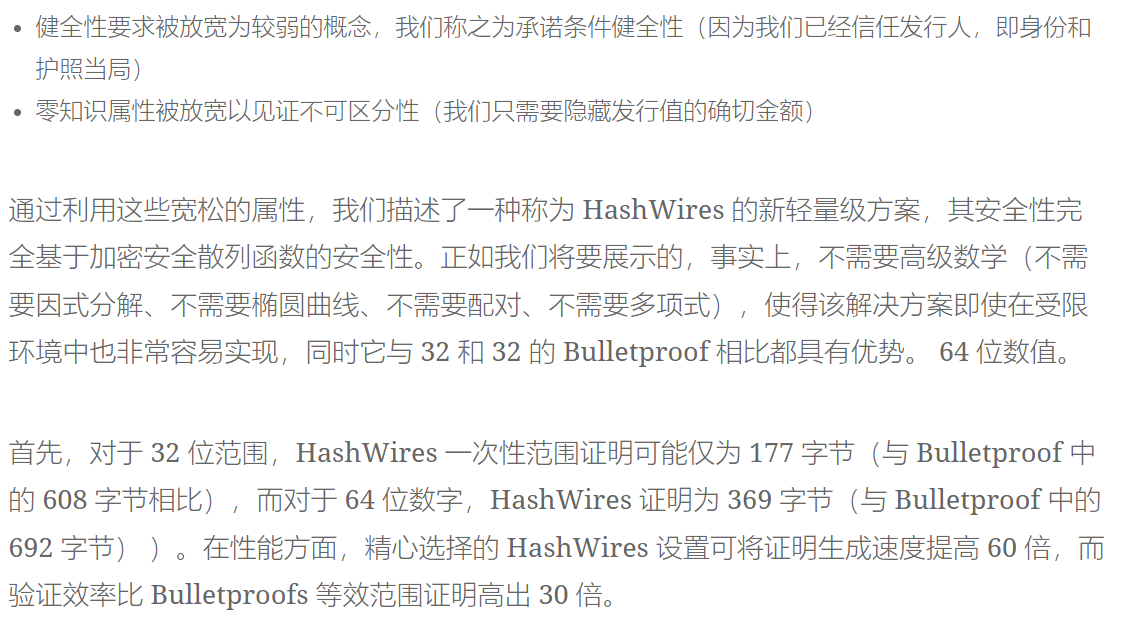 • 健全性要求被放宽为较弱的概念，我们称之为承诺条件健全性（因为我们已经信任发行人，即身份和
护照当局）
• 零知识属性被放宽以见证不可区分性（我们只需要隐藏发行值的确切金额）
通过利用这些宽松的属性，我们描述了一种称为 HashWires 的新轻量级方案，其安全性完
全基于加密安全散列函数的安全性。正如我们将要展示的，事实上，不需要高级数学（不需
要因式分解、不需要椭圆曲线、不需要配对、不需要多项式），使得该解决方案即使在受限
环境中也非常容易实现，同时它与 32 和 32 的 Bulletproof 相比都具有优势。 64 位数值。
首先，对于 32 位范围，HashWires 一次性范围证明可能仅为 177 字节（与 Bulletproof 中
的 608 字节相比），而对于 64 位数字，HashWires 证明为 369 字节（与 Bulletproof 中的
692 字节） ）。在性能方面，精心选择的 HashWires 设置可将证明生成速度提高 60 倍，而
验证效率比 Bulletproofs 等效范围证明高出 30 倍。